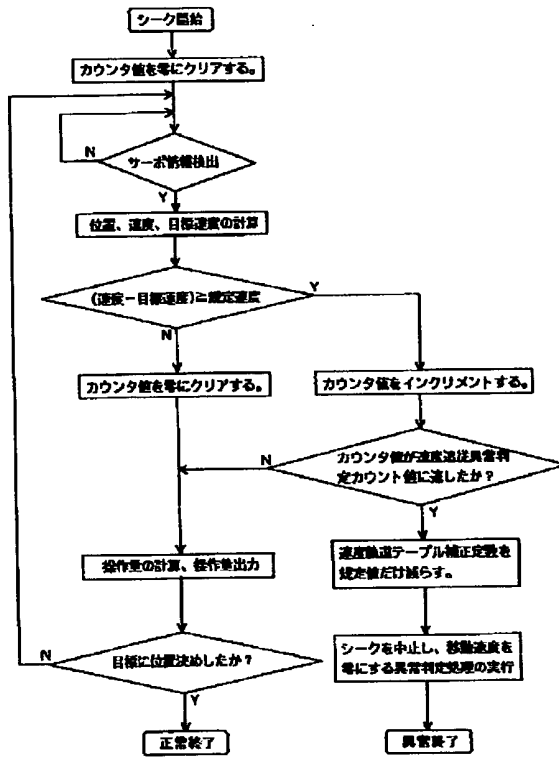 シーク開始
カウンタ値を零にクリアする。
N
サーボ情報検出
Y
位置、速度、目標速度の計算
(速度－目標速度)≧規定速度
Y
N
カウンタ値を零にクリアする。
カウンタ値をインクリメントする。
N
カウンタ値が速度追従異常判
定カウント値に達したか？
Y
速度軌道テーブル補正定数を
規定値だけ減らす。
操作量の計算、操作量出力
N
目標に位置決めしたか？
シークを中止し、移動速度を
零にする異常判定処理の実行
Y
正常終了
異常終了